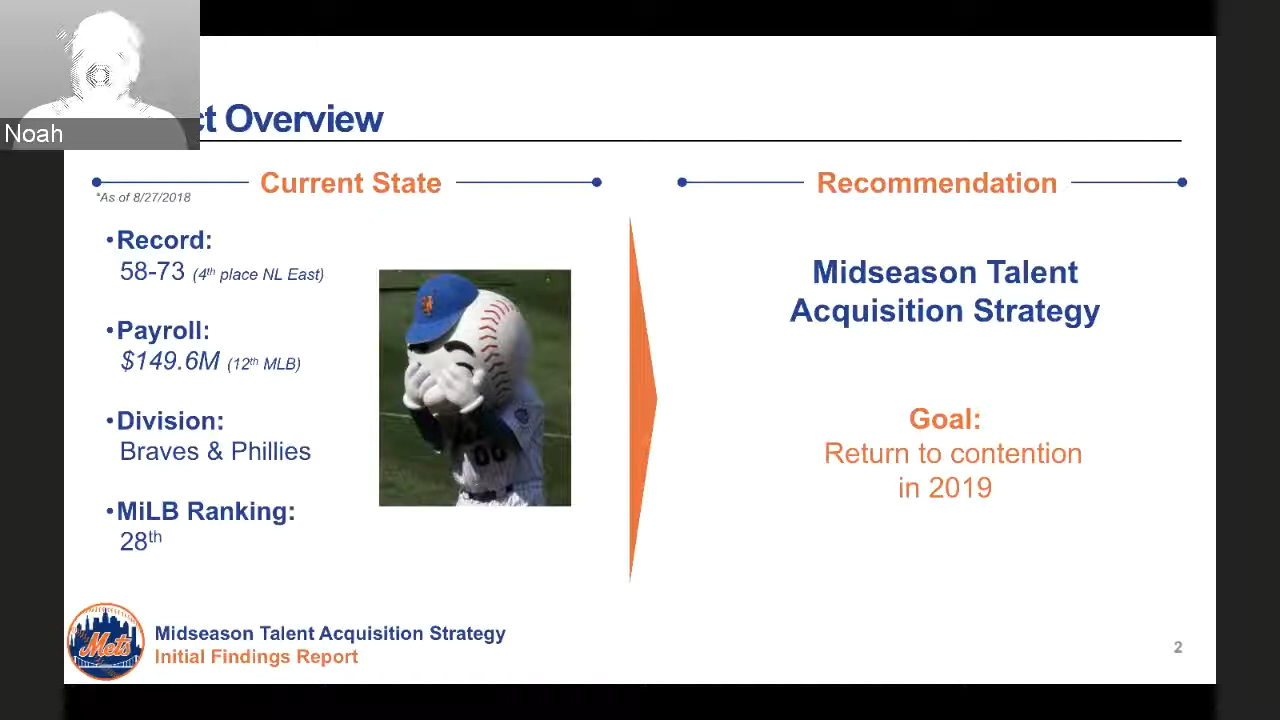 Noah
ct Overview
Current State
*As of 8/27/2018
•Record:
58-73 (4th place NL East)
•Payroll:
$149.6M (12th MLB)
•Division:
Braves & Phillies
•MiLB Ranking:
28th
00
Recommendation
Midseason Talent
Acquisition Strategy
Goal:
Return to contention
in 2019
Mets
Midseason Talent Acquisition Strategy
Initial Findings Report
2